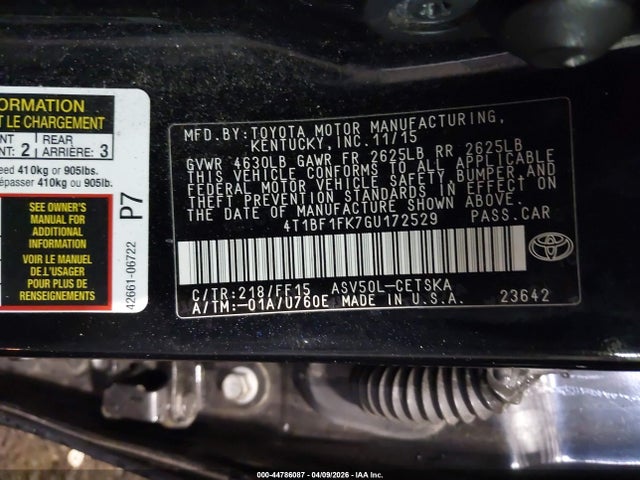 ORMATION
T LE CHARGEMENT
NT 2 REAR ARRIÈRE: 3
eed 410kg or 905lbs.
épasser 410kg ou 905lb.
SEE OWNER'S
MANUAL FOR
ADDITIONAL
INFORMATION
VOIR LE MANUEL
DE L'USAGER
POUR PLUS DE
RENSEIGNEMENTS
P7
42661-06722
MFD.BY:TOYOTA MOTOR MANUFACTURING,
KENTUCKY, INC.11/15
GVWR 4630LB GAWR FR 2625LB RR 2625LB
THIS VEHICLE CONFORMS TO ALL APPLICABLE
FEDERAL MOTOR VEHICLE SAFETY, BUMPER, AND
THEFT PREVENTION STANDARDS IN EFFECT ON
THE DATE OF MANUFACTURE SHOWN ABOVE.
4T1BF1FK7GU172529 PASS.CAR
C/TR:218/FF15 ASV50L-CETSKA
A/TM:-01A/U760E MADE IN U.S.A.
23642
TOYOTA
000-44786087 - 04/09/2026 - IAA Inc.